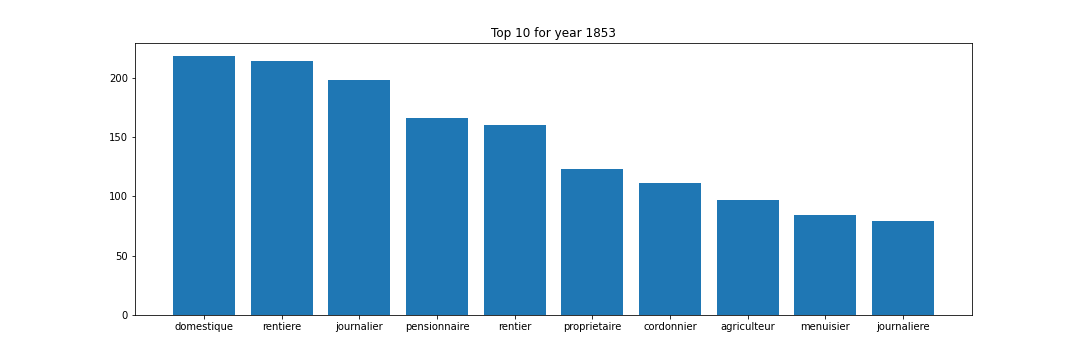 Top 10 for year 1853
200
150
100
50
0
domestique rentiere journalier pensionnaire rentier proprietaire cordonnier agriculteur menuisier journaliere